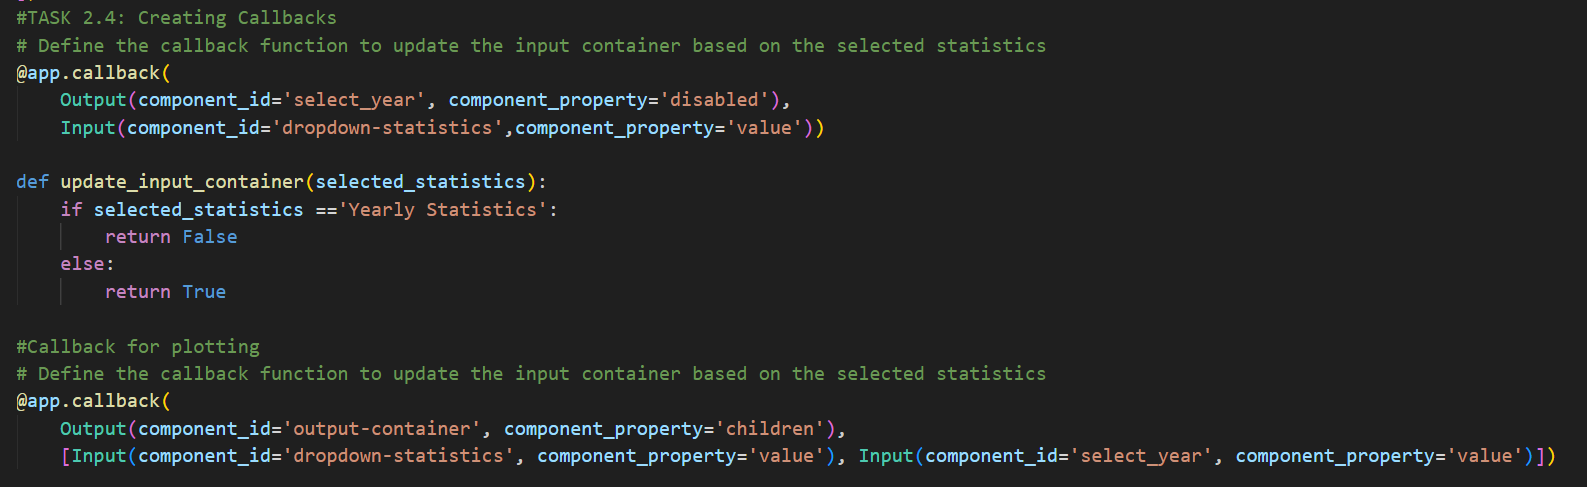 #TASK 2.4: Creating Callbacks
# Define the callback function to update the input container based on the selected statistics
@app.callback(
    Output(component_id='select_year', component_property='disabled'),
    Input(component_id='dropdown-statistics',component_property='value'))

def update_input_container(selected_statistics):
    if selected_statistics =='Yearly Statistics':
        return False
    else:
        return True

#Callback for plotting
# Define the callback function to update the input container based on the selected statistics
@app.callback(
    Output(component_id='output-container', component_property='children'),
    [Input(component_id='dropdown-statistics', component_property='value'), Input(component_id='select_year', component_property='value')])